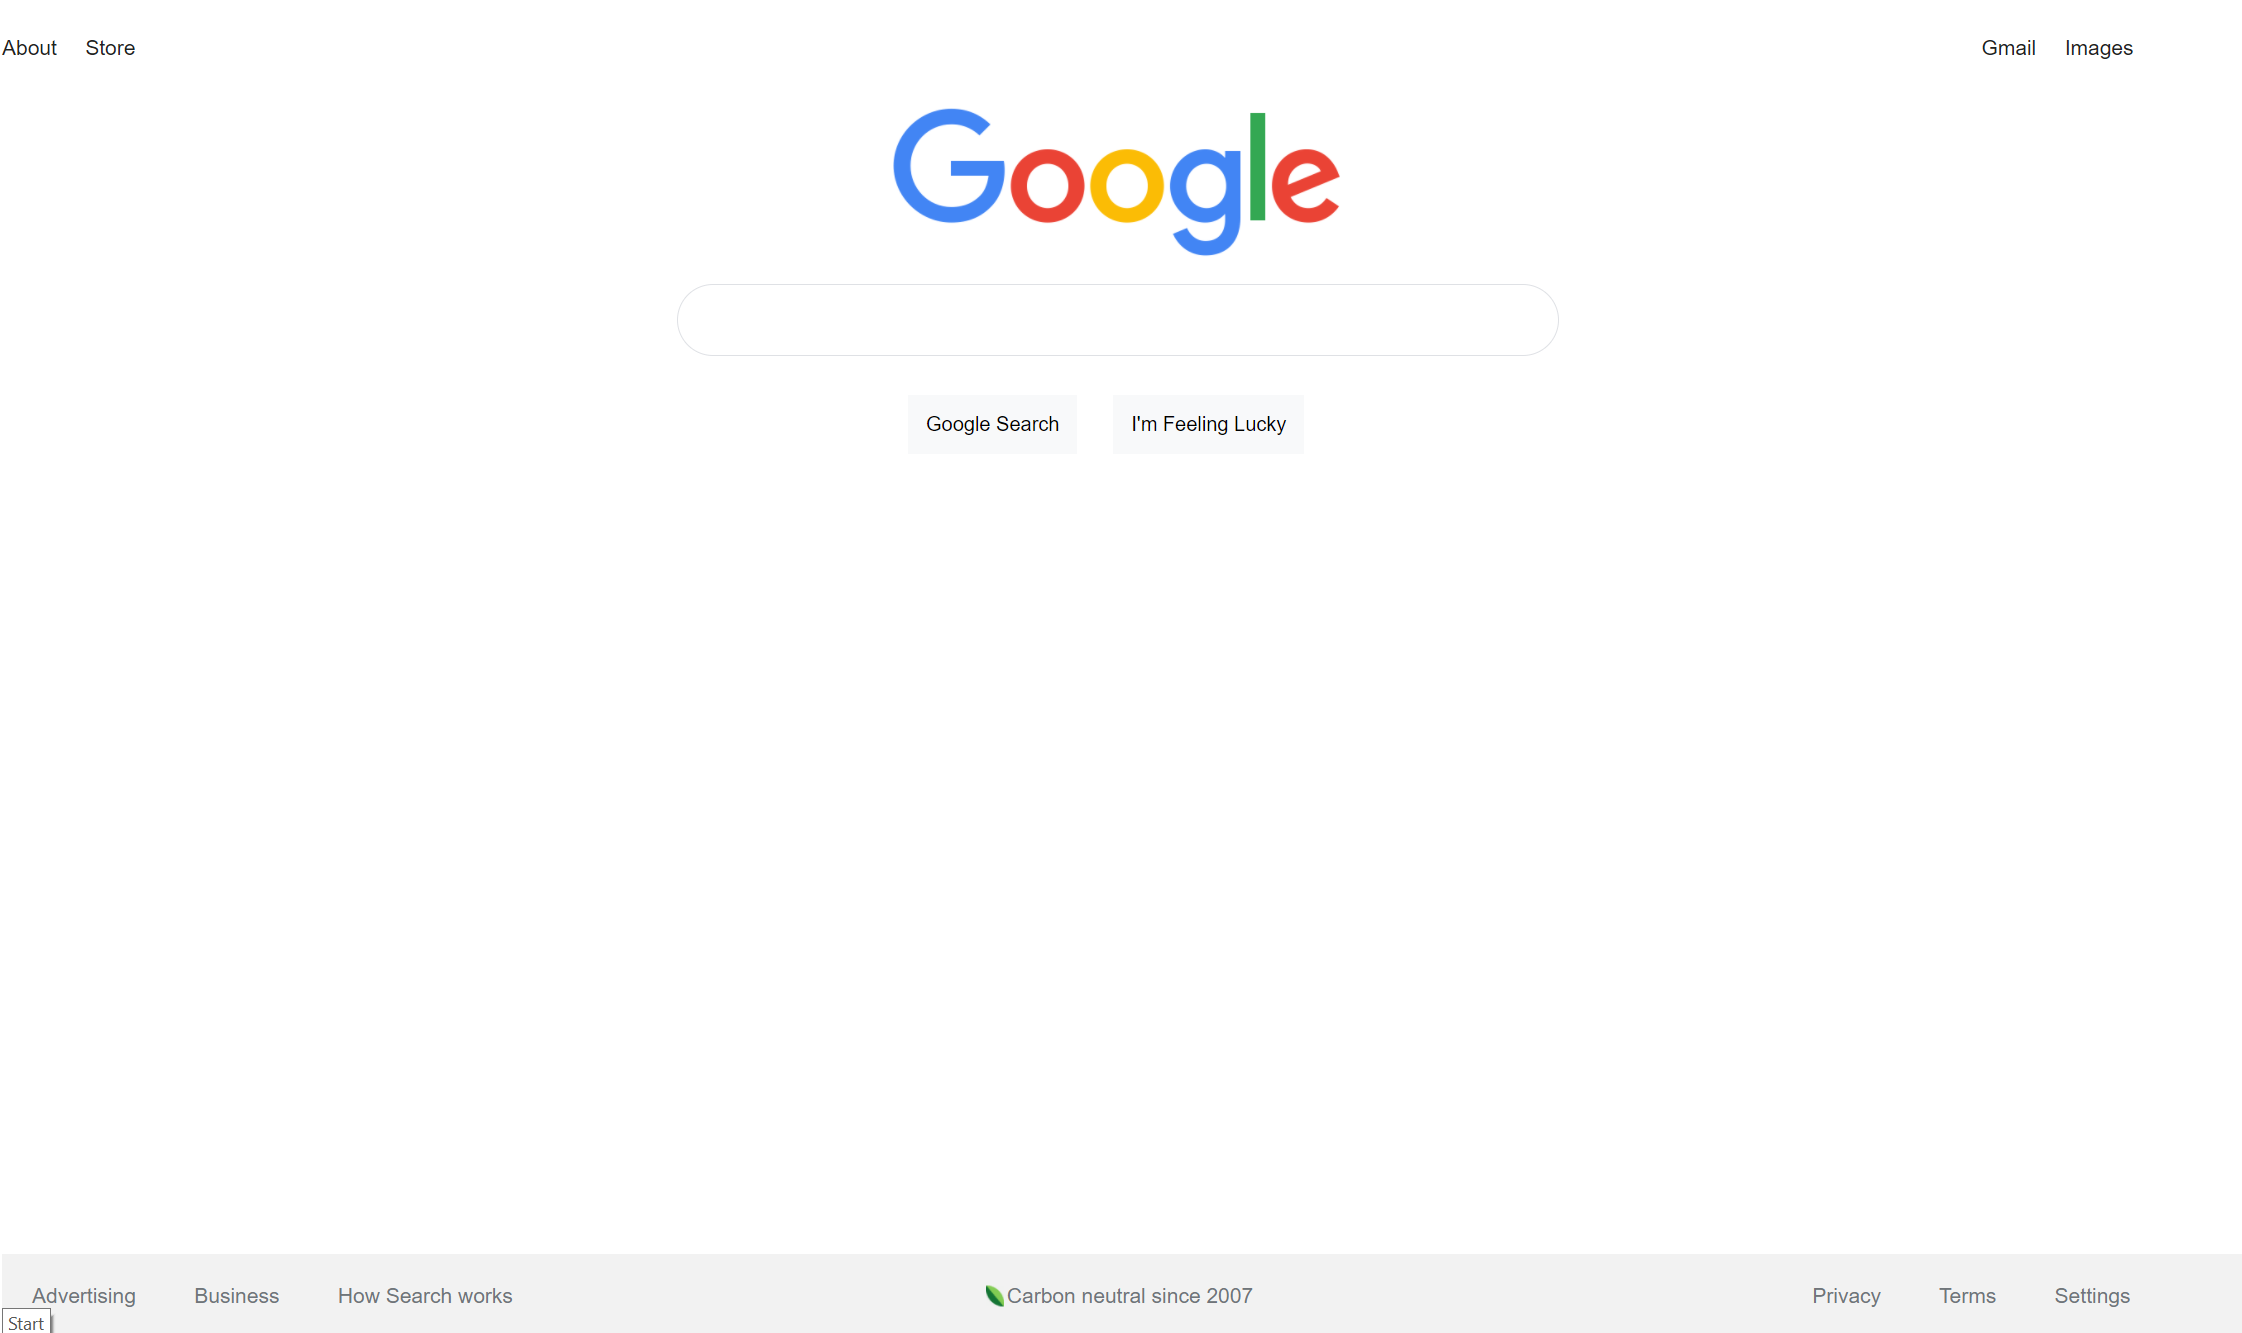 About Store Gmail Images
Google
Google Search I'm Feeling Lucky
Advertising Business How Search works Carbon neutral since 2007 Privacy Terms Settings
Start